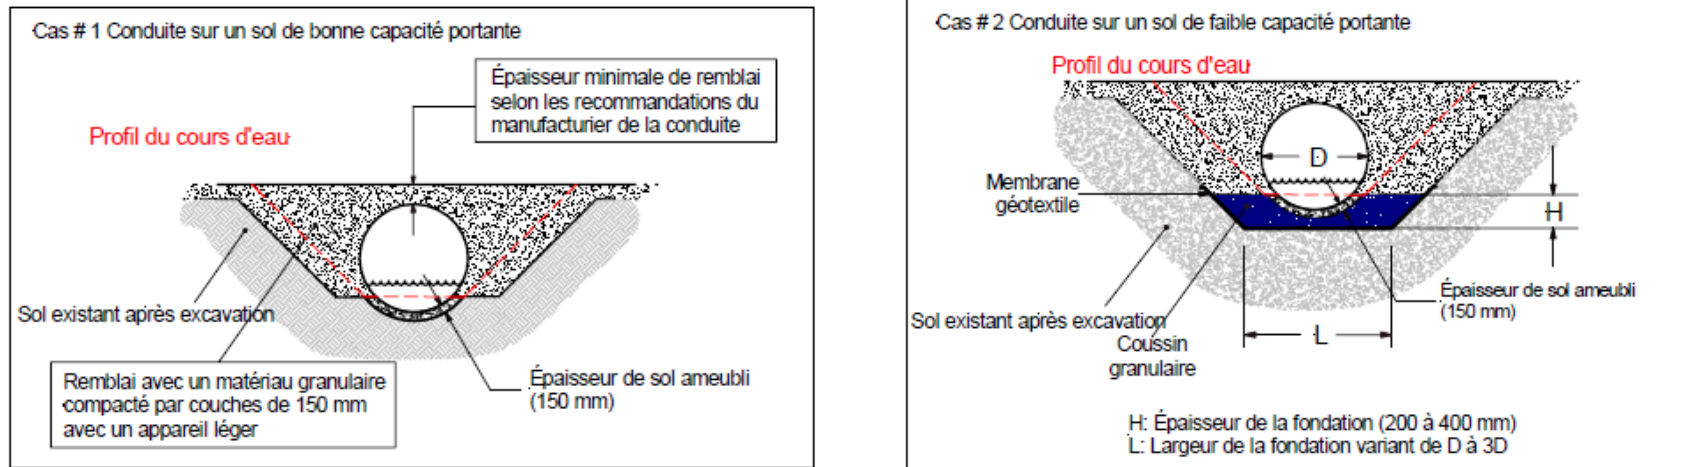 Cas # 1 Conduite sur un sol de bonne capacité portante
Épaisseur minimale de remblai
selon les recommandations du
manufacturier de la conduite
Profil du cours d'eau
Sol existant après excavation
Remblai avec un matériau granulaire
compacté par couches de 150 mm
avec un appareil léger
Épaisseur de sol ameubli
(150 mm)
Cas # 2 Conduite sur un sol de faible capacité portante
Profil du cours d'eau
D
Membrane
géotextile
H
Épaisseur de sol ameubli
(150 mm)
Sol existant après excavation
Coussin
granulaire
L
H: Épaisseur de la fondation (200 à 400 mm)
L: Largeur de la fondation variant de D à 3D